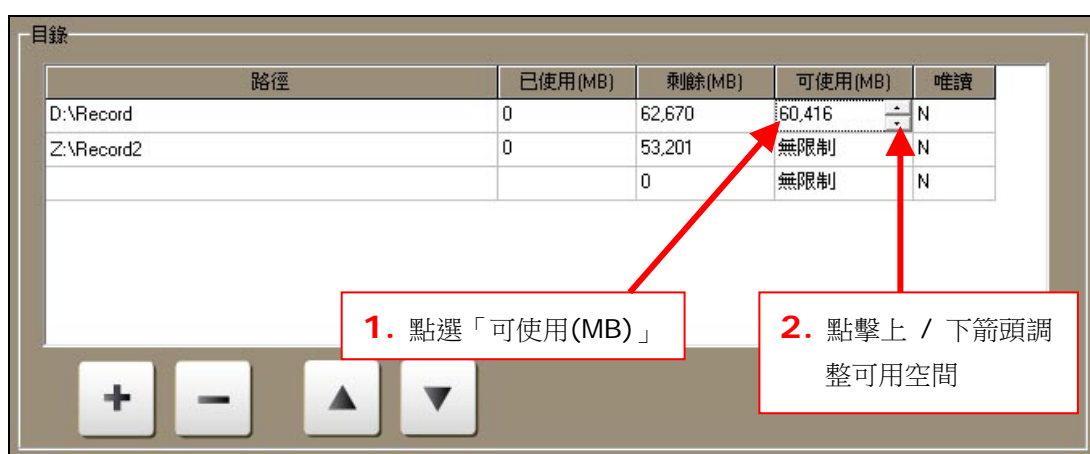 目錄
路徑 已使用(MB) 剩餘(MB) 可使用(MB) 唯讀
D:\Record 0 62,670 60,416 N
Z:\Record2 0 53,201 無限制 N
0 無限制 N
1. 點選「可使用(MB)」
2. 點擊上 / 下箭頭調
整可用空間